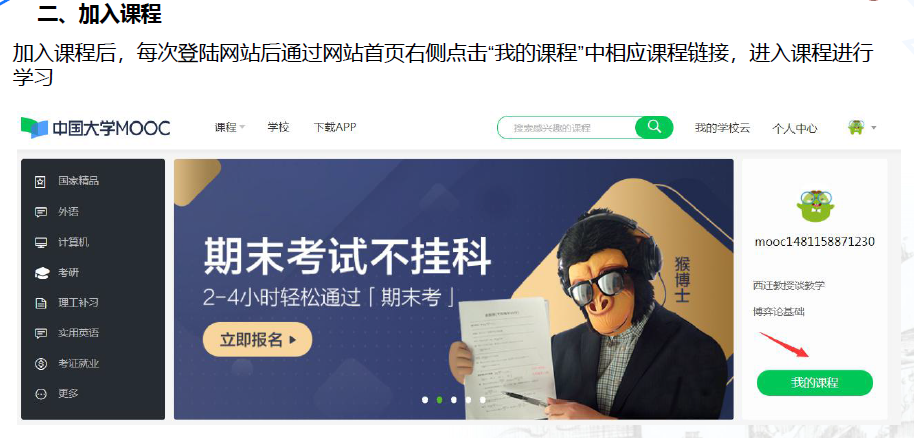 二、加入课程
加入课程后，每次登陆网站后通过网站首页右侧点击“我的课程”中相应课程链接，进入课程进行
学习
中国大学MOOC
课程
学校
下载APP
搜索感兴趣的课程
我的学校云
个人中心
国家精品
外语
计算机
考研
理工补习
实用英语
考证就业
更多
期末考试不挂科
2-4小时轻松通过「期末考」
立即报名
猴博士
mooc1481158871230
西迁教授谈教学
博弈论基础
我的课程